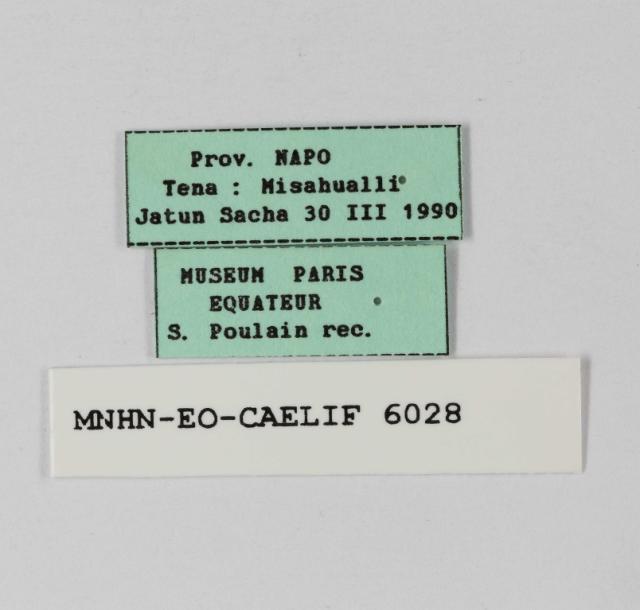 Prov. NAPO
Tena : Misahualli
Jatun Sacha 30 III 1990
MUSEUM PARIS
EQUATEUR
S. Poulain rec.
MNHN-EO-CAELIF 6028